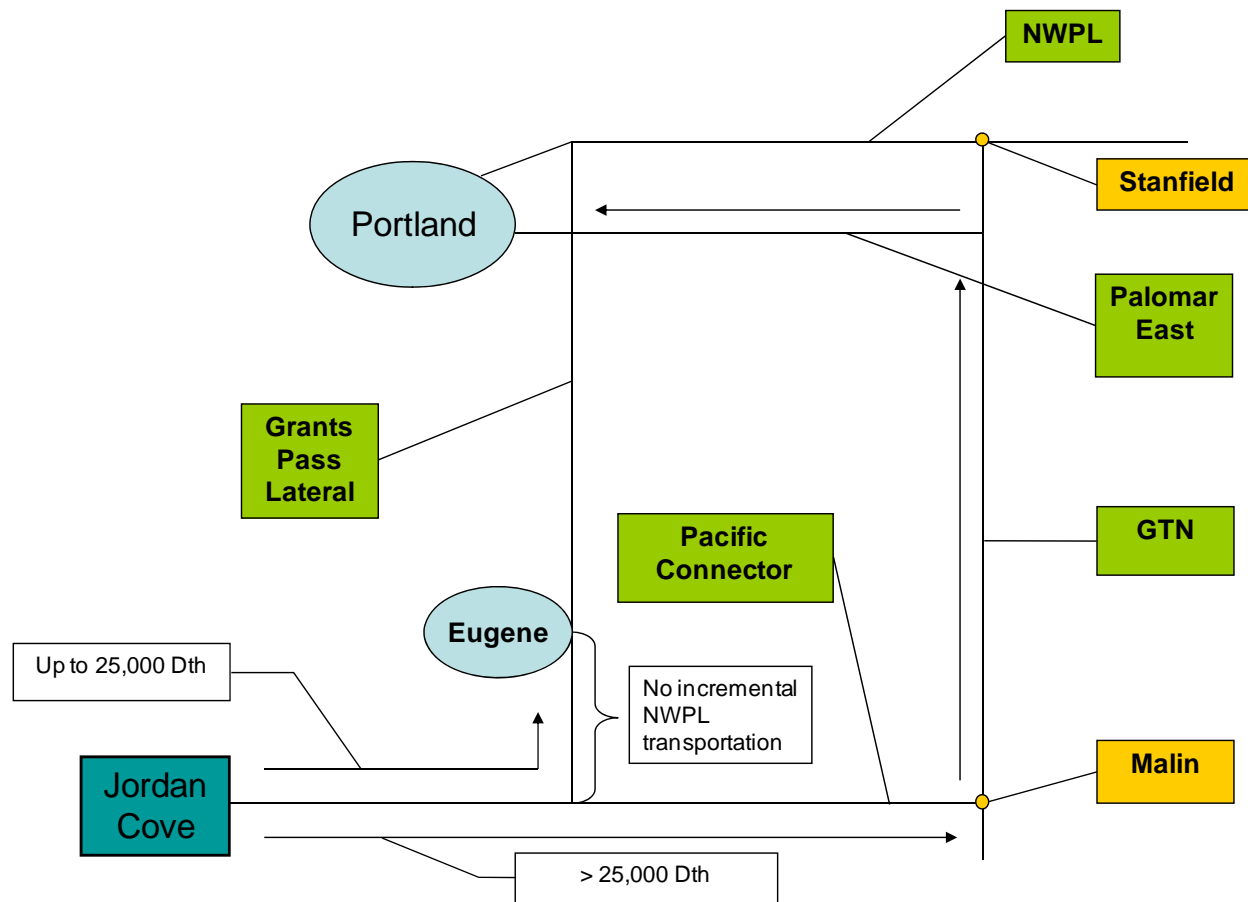 NWPL
Stanfield
Portland
Palomar
East
Grants
Pass
Lateral
Pacific
Connector
GTN
Eugene
Up to 25,000 Dth
No incremental
NWPL
transportation
Jordan
Cove
Malin
> 25,000 Dth